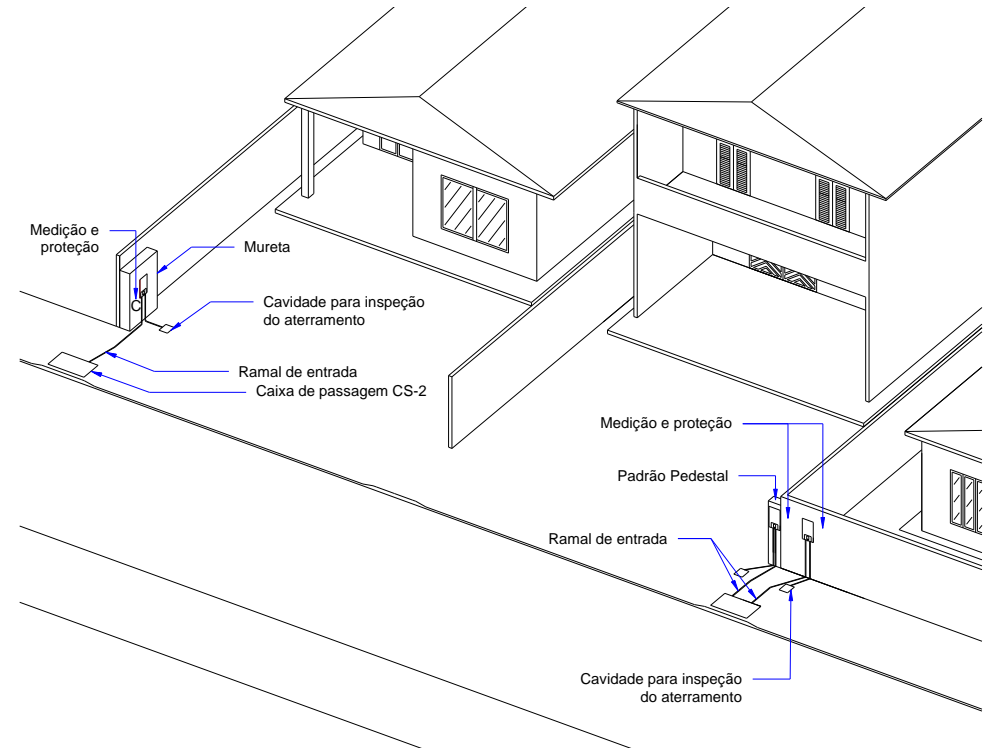 Medição e
proteção
Mureta
Cavidade para inspeção
do aterramento
Ramal de entrada
Caixa de passagem CS-2
Medição e proteção
Padrão Pedestal
Ramal de entrada
Cavidade para inspeção
do aterramento